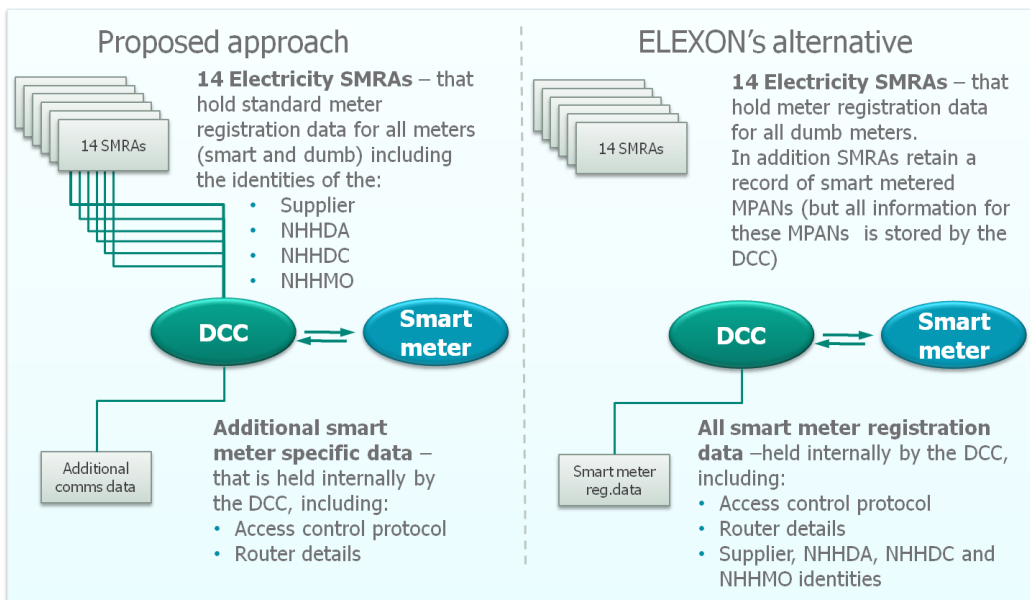 Proposed approach
14 SMRAs
14 Electricity SMRAs – that
hold standard meter
registration data for all meters
(smart and dumb) including
the identities of the:
• Supplier
• NHHDA
• NHHDC
• NHHMO
DCC
Smart
meter
Additional
comms data
Additional smart
meter specific data –
that is held internally by
the DCC, including:
• Access control protocol
• Router details
ELEXON's alternative
14 SMRAs
14 Electricity SMRAs – that
hold meter registration data
for all dumb meters.
In addition SMRAs retain a
record of smart metered
MPANs (but all information for
these MPANs is stored by the
DCC)
DCC
Smart
meter
Smart meter
reg.data
All smart meter registration
data –held internally by the DCC,
including:
• Access control protocol
• Router details
• Supplier, NHHDA, NHHDC and
NHHMO identities